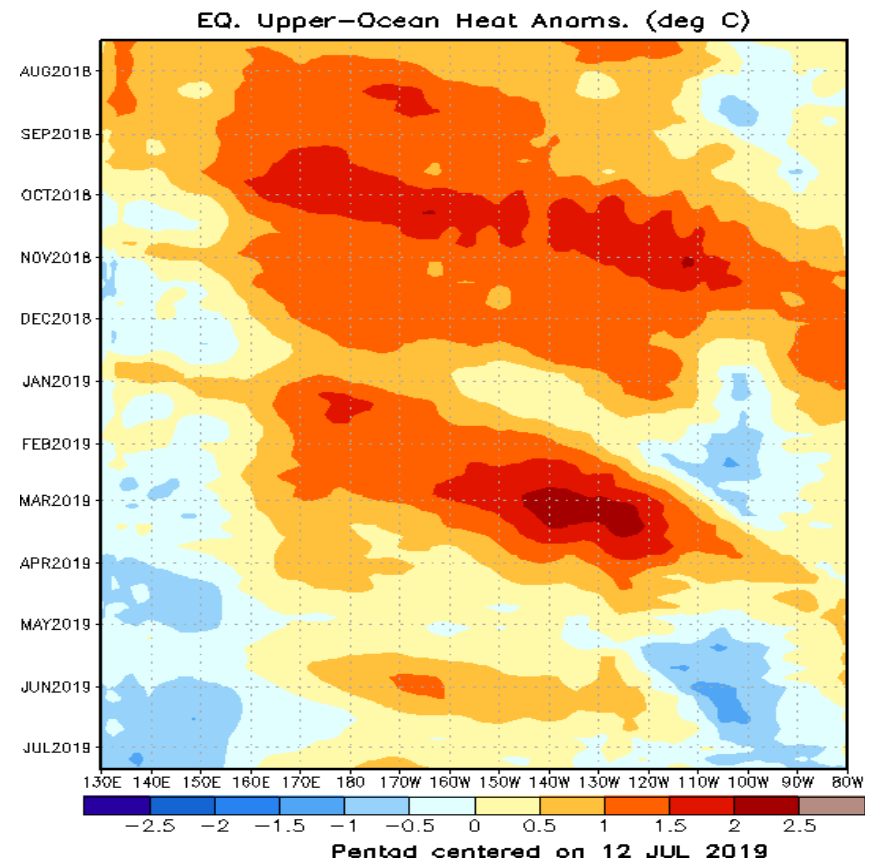 EQ. Upper-Ocean Heat Anoms. (deg C)
AUG2018
SEP2018
OCT2018
NOV2018
DEC2018
JAN2019
FEB2019
MAR2019
APR2019
MAY2019
JUN2019
JUL2019
130E 140E 150E 160E 170E 180 170W 160W 150W 140W 130W 120W 110W 100W 90W 80W
-2.5 -2 -1.5 -1 -0.5 0 0.5 1 1.5 2 2.5
Pentad centered on 12 JUL 2019